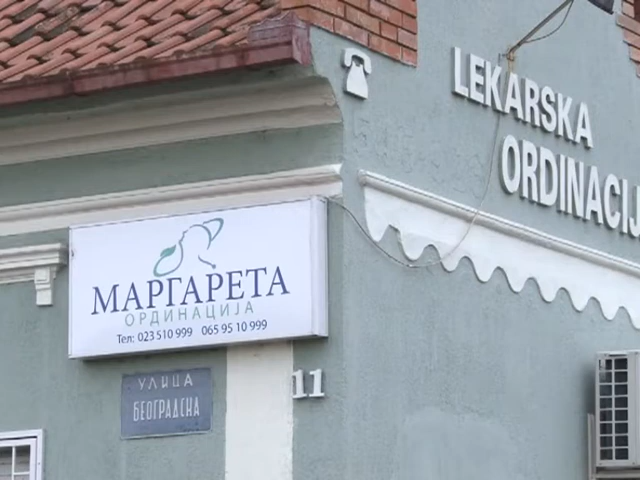 LEKARSKA
ORDINACIJ
МАРГАРЕТА
ОРДИНАЦИЈА
Тел: 023 510 999 065 95 10 999
УЛИЦА
БЕОГРАДСКА
11